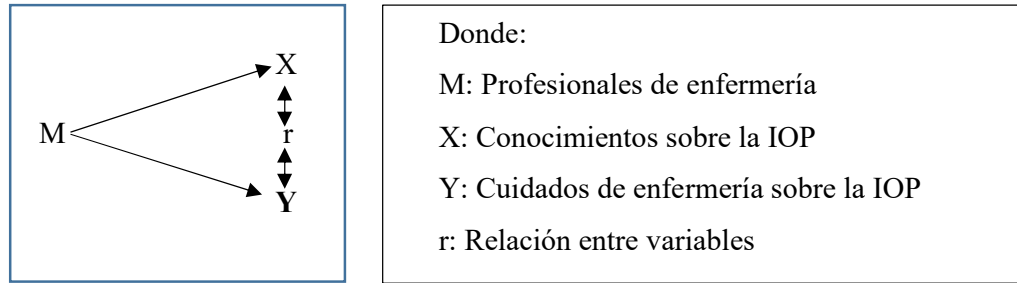 X
M
r
Y
Donde:
M: Profesionales de enfermería
X: Conocimientos sobre la IOP
Y: Cuidados de enfermería sobre la IOP
r: Relación entre variables